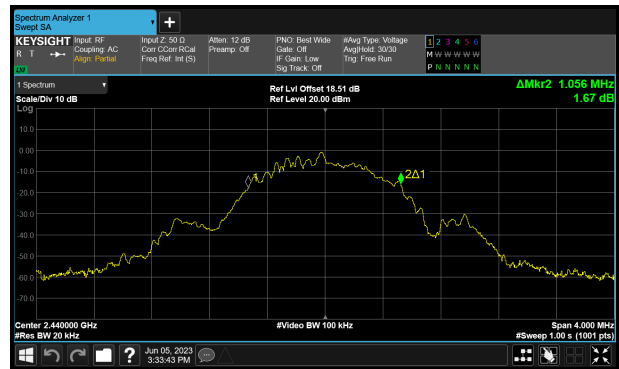 Spectrum Analyzer 1
Swept SA
KEYSIGHT
R T
LXI
Input: RF
Coupling: AC
Align: Partial
Input Z: 50 Ω
Corr CCorr RCal
Freq Ref: Int (S)
Atten: 12 dB
Preamp: Off
PNO: Best Wide
Gate: Off
IF Gain: Low
Sig Track: Off
#Avg Type: Voltage
Avg|Hold: 30/30
Trig: Free Run
1 2 3 4 5 6
M W W W W W
P N N N N N
1 Spectrum
Scale/Div 10 dB
Ref Lvl Offset 18.51 dB
Ref Level 20.00 dBm
ΔMkr2 1.056 MHz
1.67 dB
Log
10.0
0.00
-10.0
-20.0
-30.0
-40.0
-50.0
-60.0
-70.0
2Δ1
Center 2.440000 GHz
#Res BW 20 kHz
#Video BW 100 kHz
Span 4.000 MHz
#Sweep 1.00 s (1001 pts)
?
Jun 05, 2023
3:33:43 PM